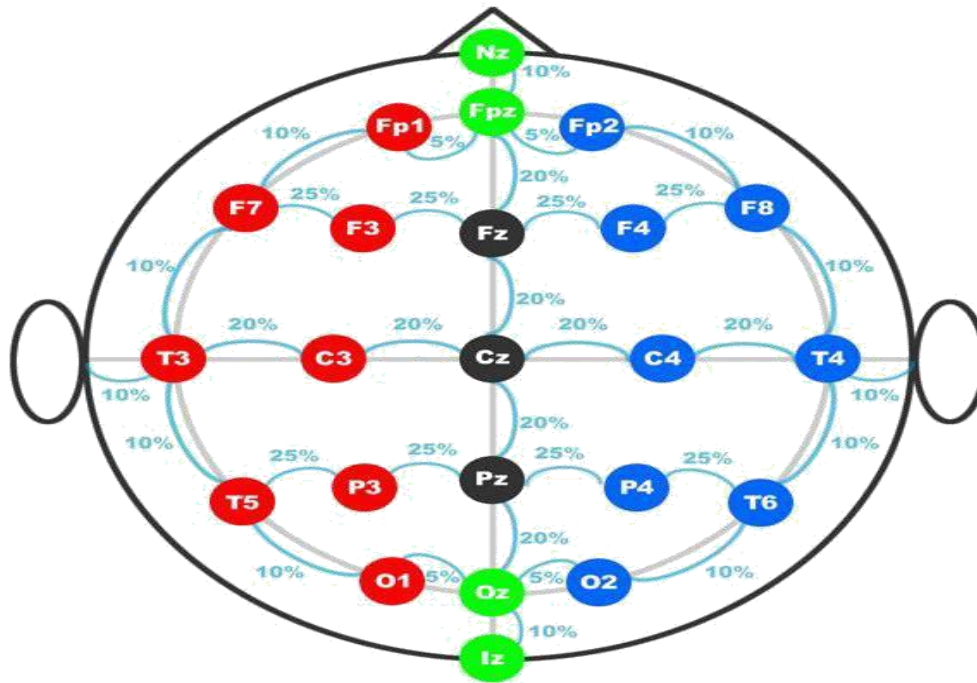 Nz
10%
Fp1 Fpz Fp2
10% 5% 5% 10%
20%
F7 25% 25% 25% 25% F8
F3 Fz F4
10% 10%
20%
20% 20% 20% 20%
T3 C3 Cz C4 T4
10% 10%
10% 20% 10%
25% 25% 25% 25%
T5 P3 Pz P4 T6
20%
10% O1 5% 5% O2 10%
Oz
10%
Iz